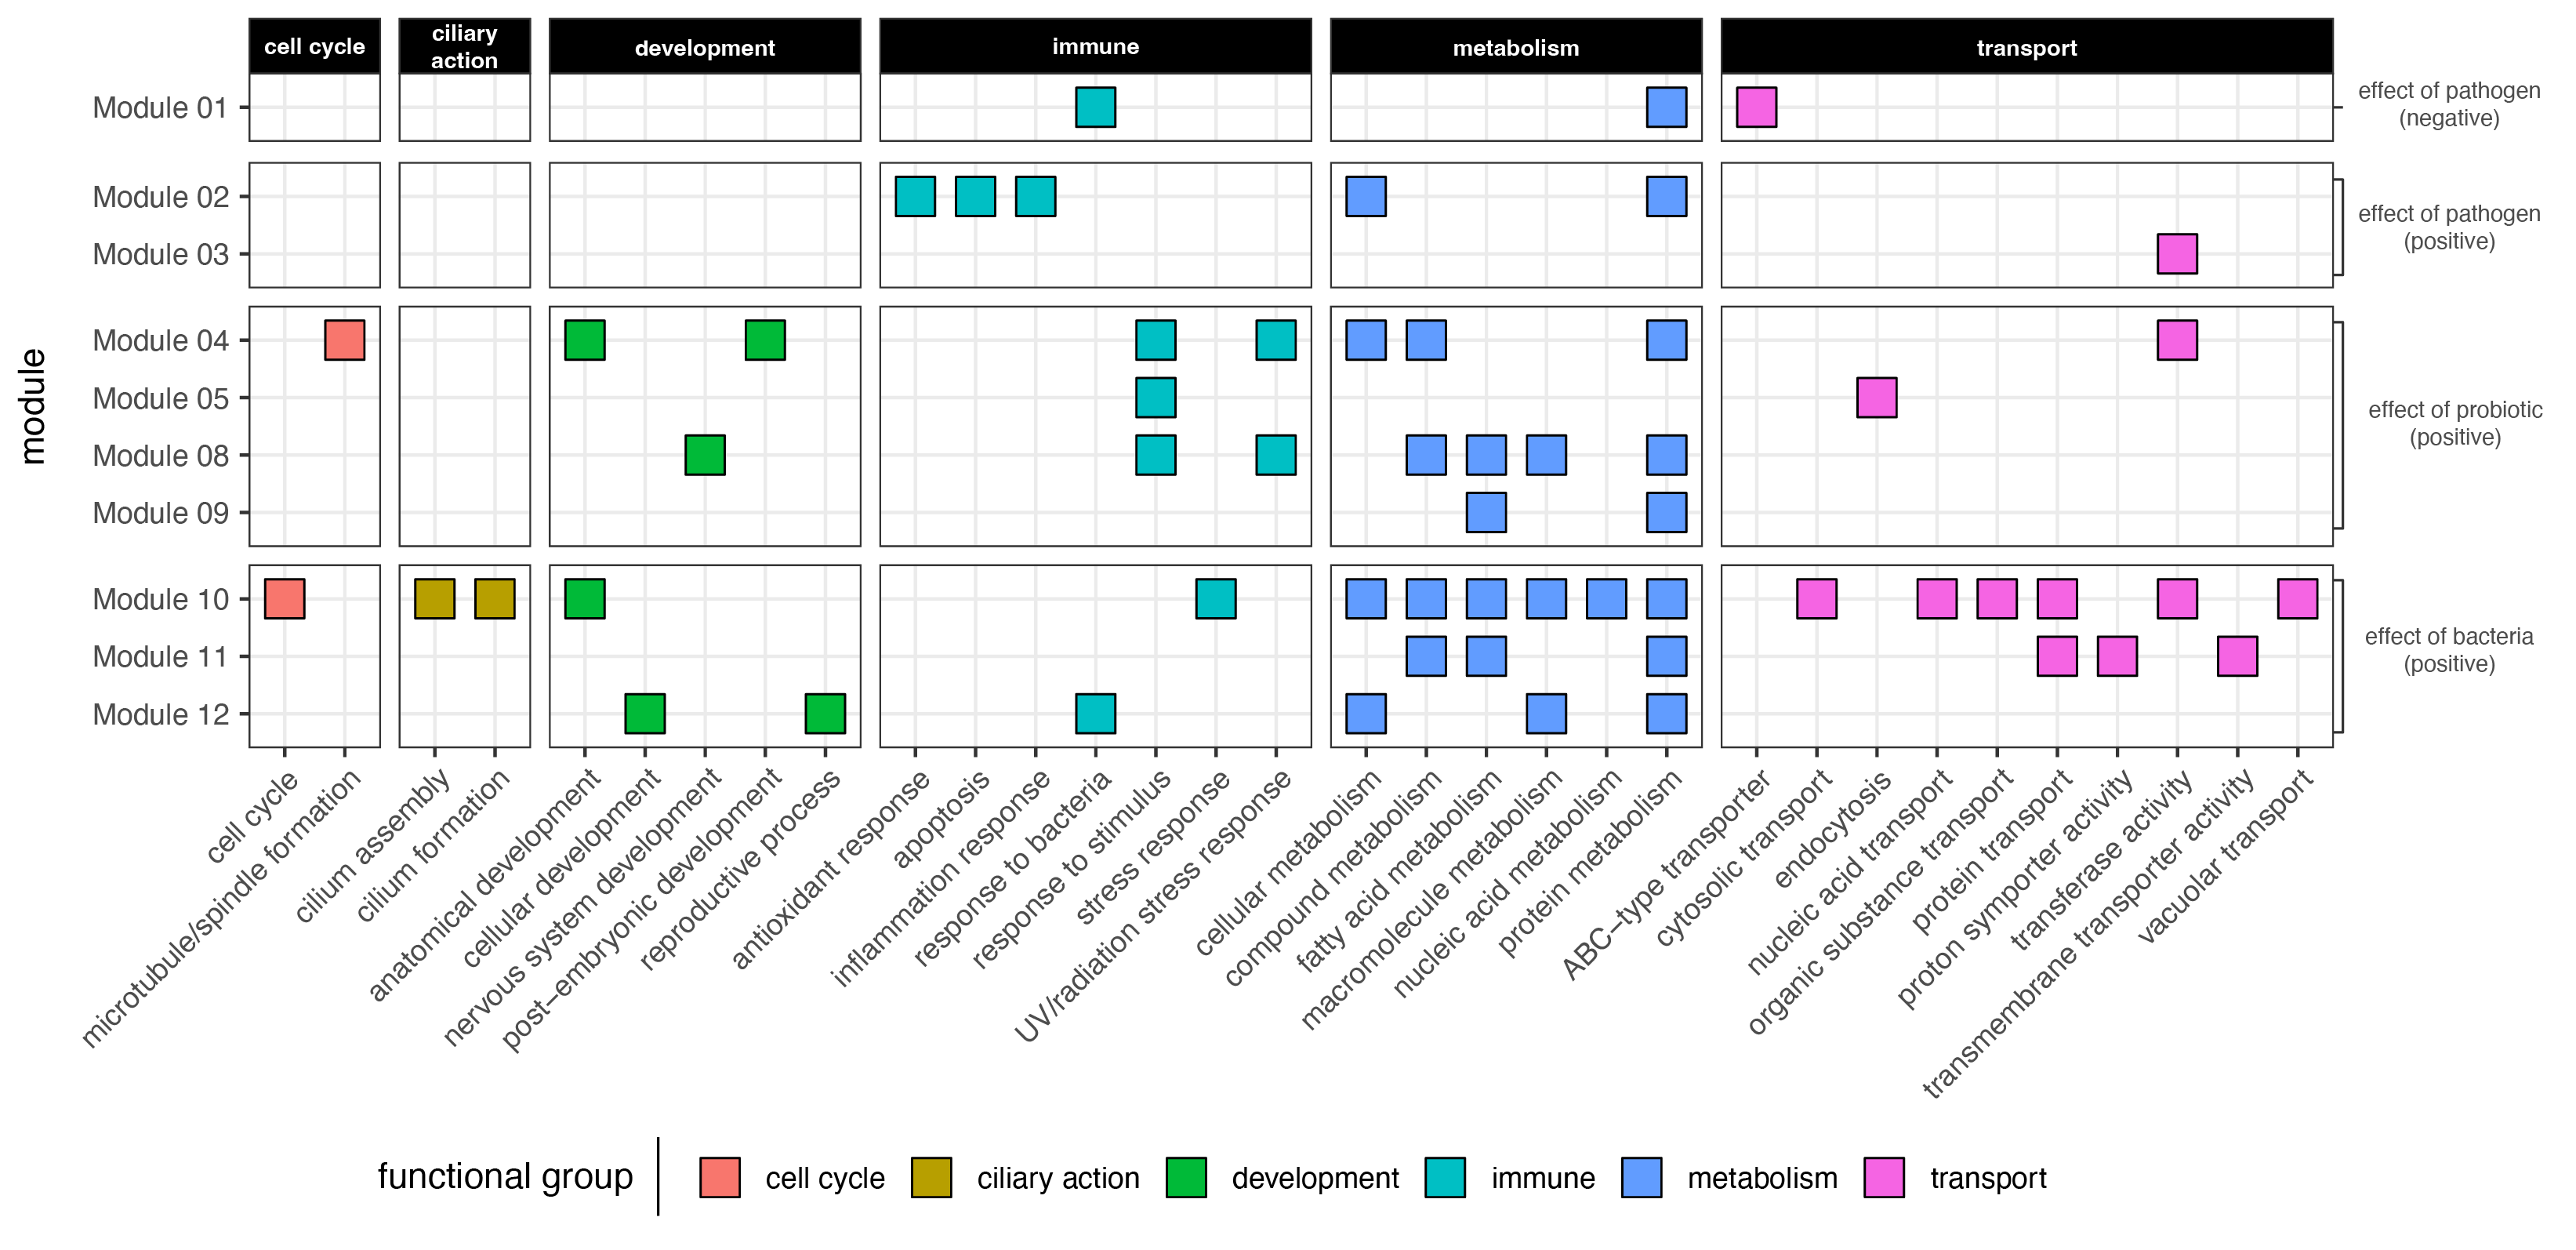 cell cycle
ciliary
action
development
immune
metabolism
transport
Module 01
effect of pathogen
(negative)
Module 02
Module 03
effect of pathogen
(positive)
Module 04
Module 05
Module 08
Module 09
effect of probiotic
(positive)
Module 10
Module 11
Module 12
effect of bacteria
(positive)
module
cell cycle
microtubule/spindle formation
cilium assembly
cilium formation
anatomical development
cellular development
nervous system development
post−embryonic development
reproductive process
antioxidant response
apoptosis
inflammation response
response to bacteria
response to stimulus
stress response
UV/radiation stress response
cellular metabolism
compound metabolism
fatty acid metabolism
macromolecule metabolism
nucleic acid metabolism
protein metabolism
ABC−type transporter
cytosolic transport
endocytosis
nucleic acid transport
organic substance transport
protein transport
proton symporter activity
transferase activity
transmembrane transporter activity
vacuolar transport
functional group
cell cycle
ciliary action
development
immune
metabolism
transport